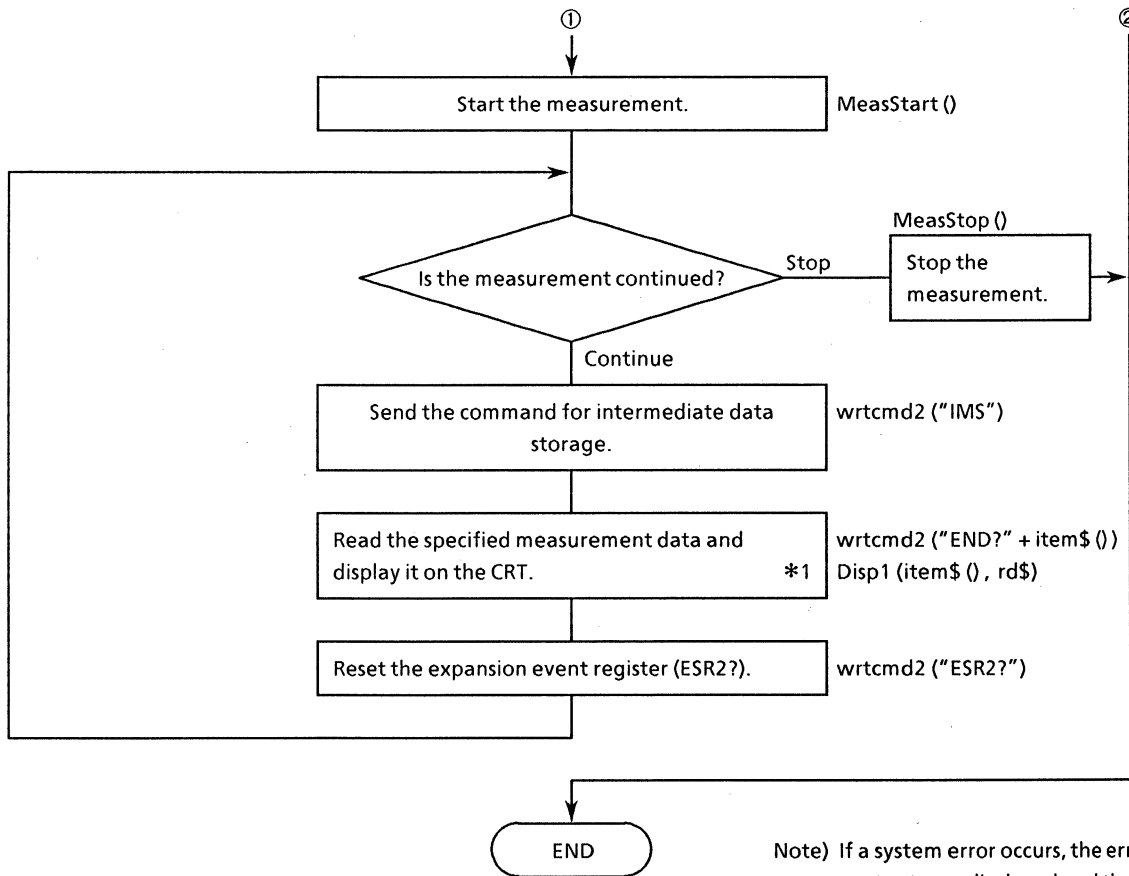 ① ②
Start the measurement. MeasStart ()
MeasStop ()
Is the measurement continued? Stop
Stop the
measurement.
Continue
Send the command for intermediate data
storage.
wrtcmd2 ("IMS")
Read the specified measurement data and
display it on the CRT. *1
wrtcmd2 ("END?" + item$ ())
Disp1 (item$ () , rd$)
Reset the expansion event register (ESR2?). wrtcmd2 ("ESR2?")
END
Note) If a system error occurs, the